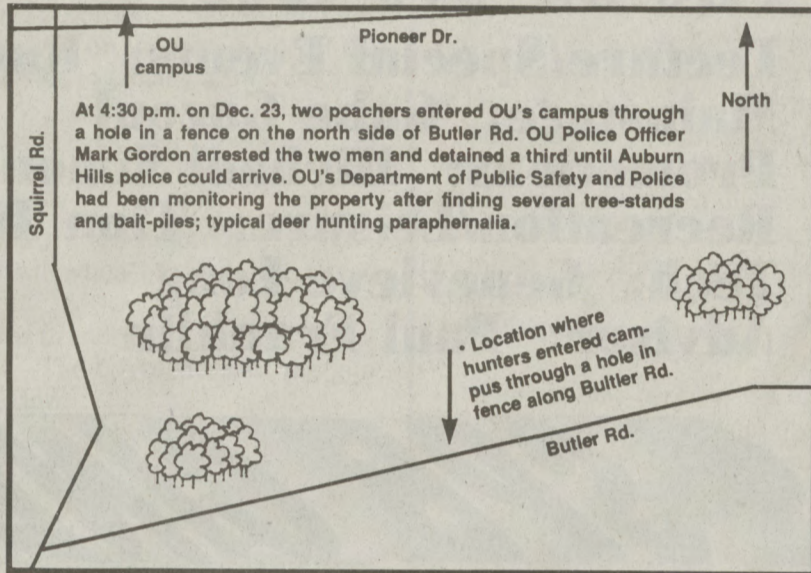 Pioneer Dr.
OU
campus
North
Squirrel Rd.
At 4:30 p.m. on Dec. 23, two poachers entered OU's campus through
a hole in a fence on the north side of Butler Rd. OU Police Officer
Mark Gordon arrested the two men and detained a third until Auburn
Hills police could arrive. OU's Department of Public Safety and Police
had been monitoring the property after finding several tree-stands
and bait-piles; typical deer hunting paraphernalia.
• Location where
hunters entered cam-
pus through a hole in
fence along Bultler Rd.
Butler Rd.